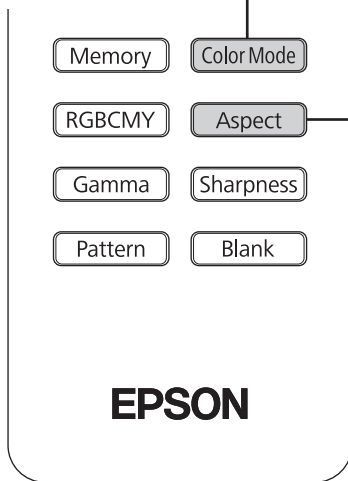 Memory Color Mode
RGBCMY Aspect
Gamma Sharpness
Pattern Blank
EPSON